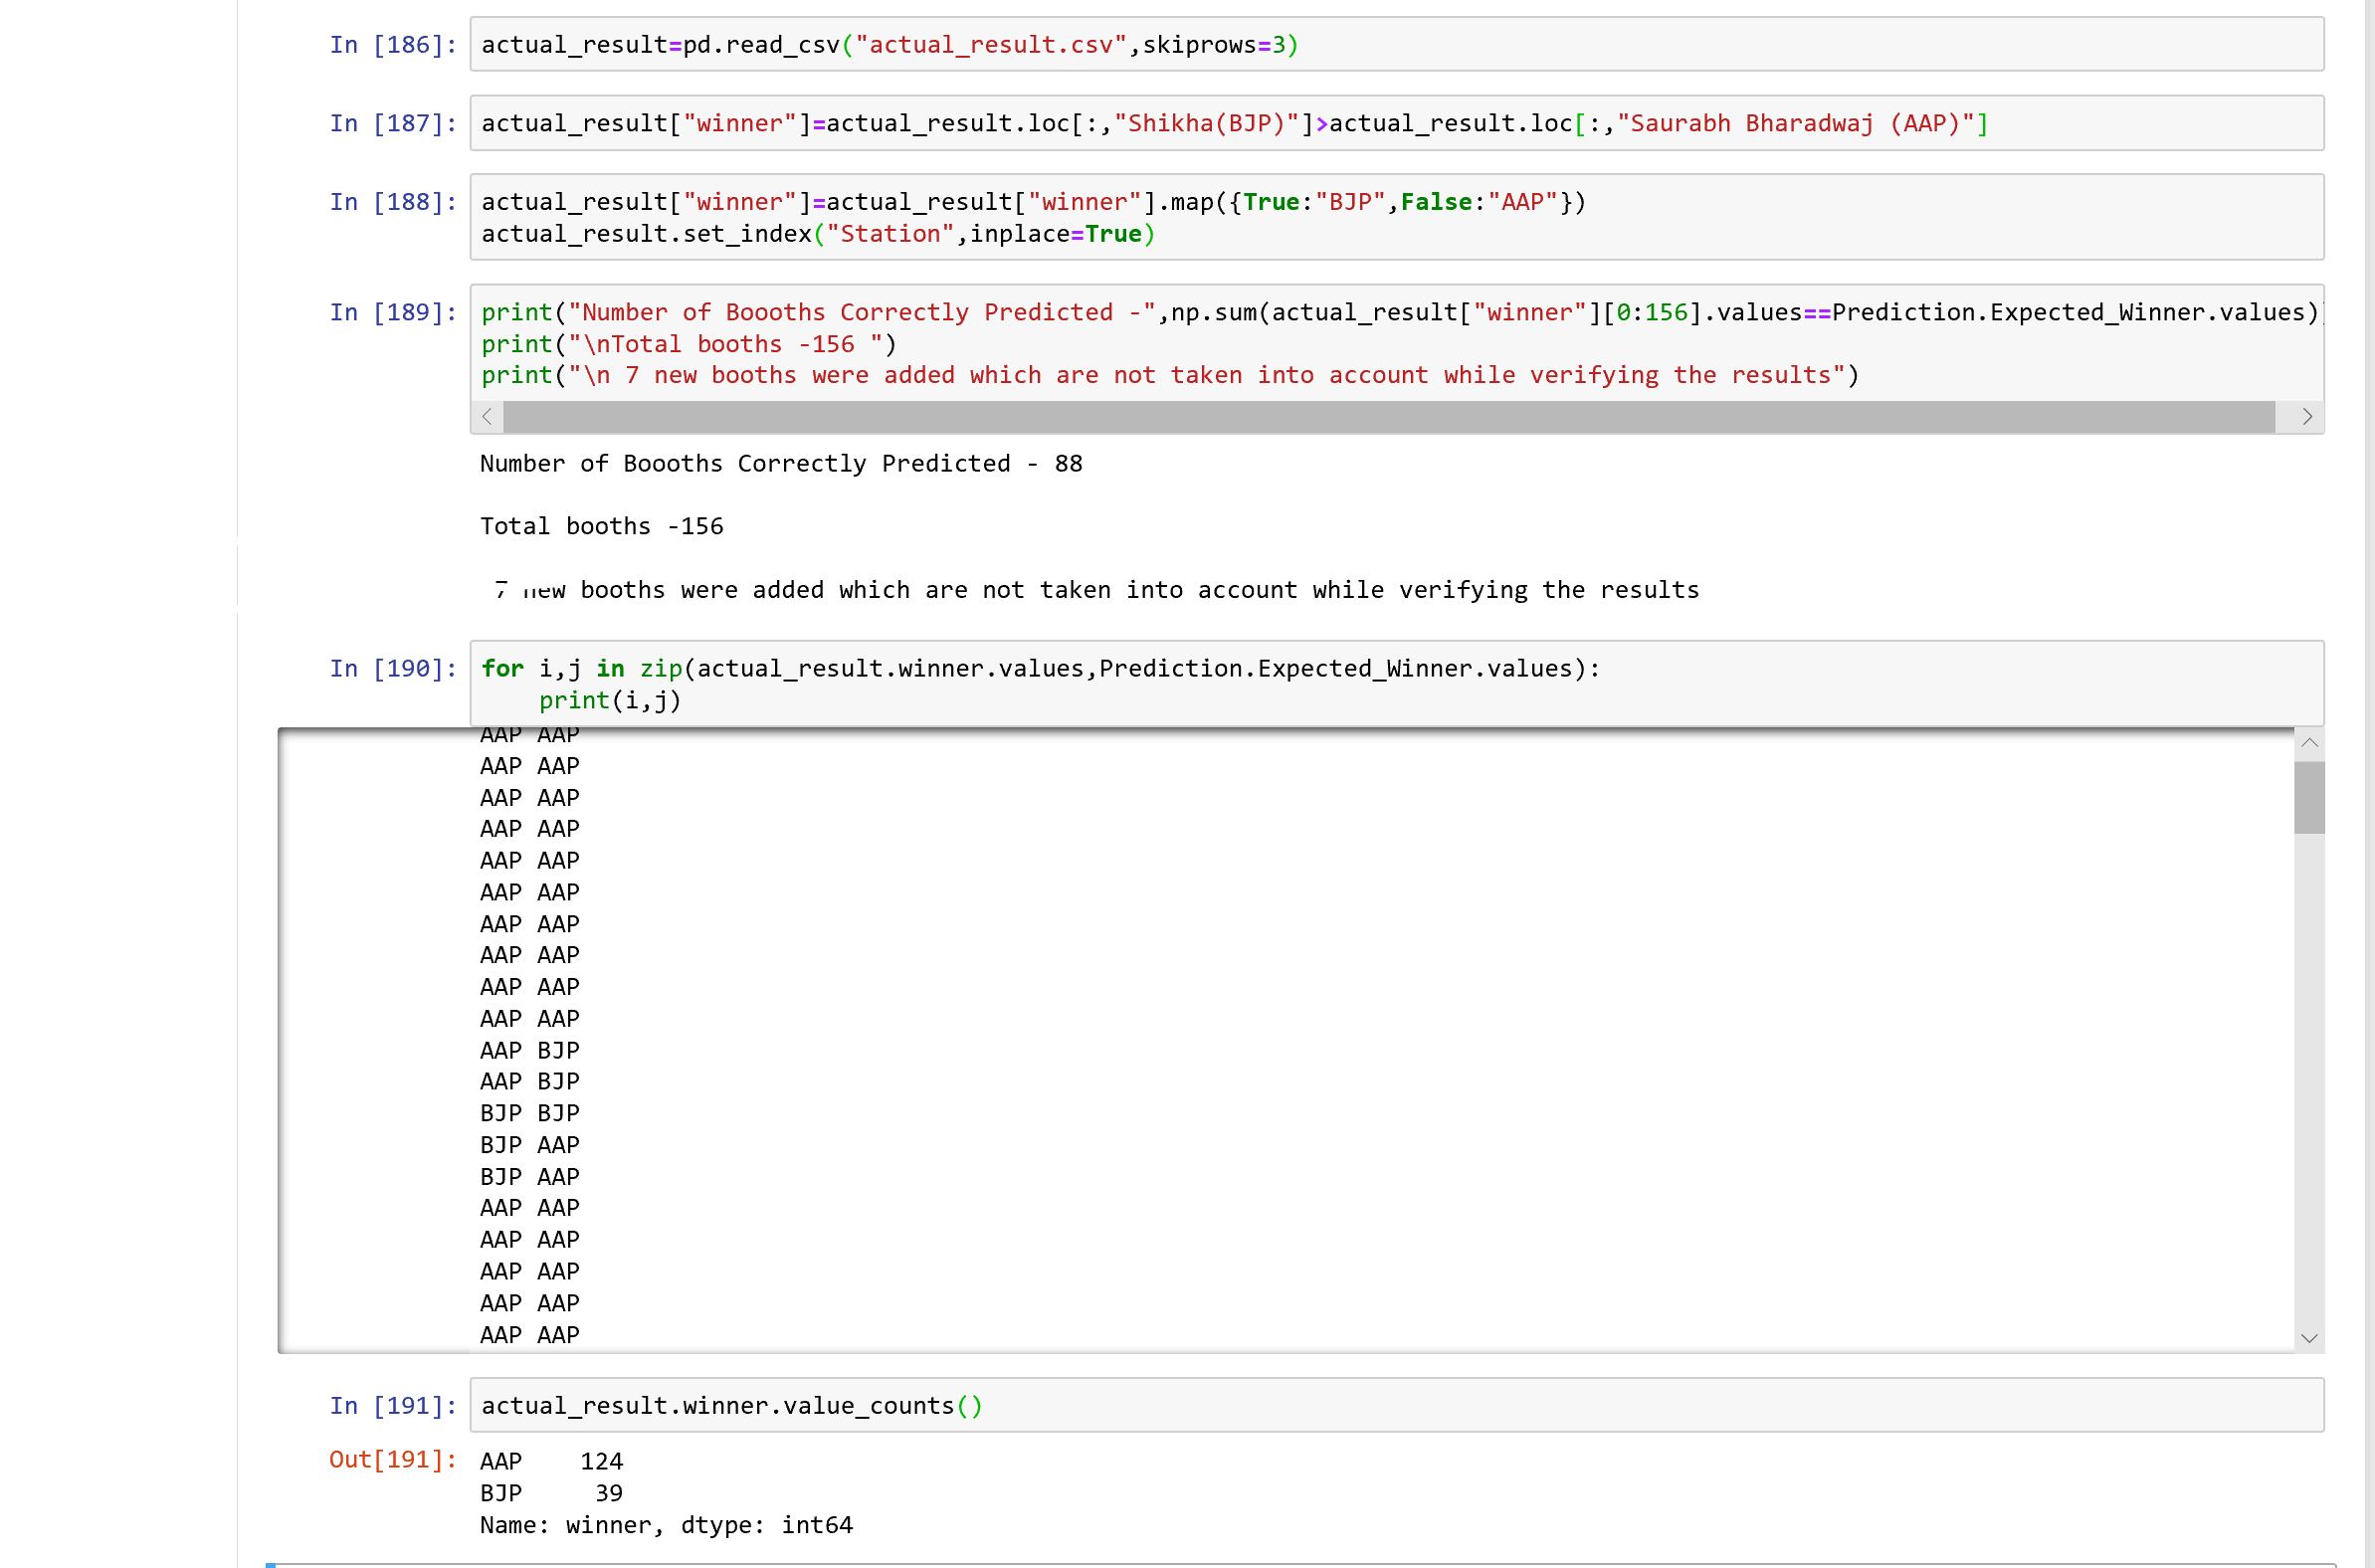 In [186]: actual_result=pd.read_csv("actual_result.csv",skiprows=3)
In [187]: actual_result["winner"]=actual_result.loc[:,"Shikha(BJP)"]>actual_result.loc[:,"Saurabh Bharadwaj (AAP)"]
In [188]: actual_result["winner"]=actual_result["winner"].map({True:"BJP",False:"AAP"})
actual_result.set_index("Station",inplace=True)
In [189]: print("Number of Boooths Correctly Predicted -",np.sum(actual_result["winner"][0:156].values==Prediction.Expected_Winner.values)
print("\nTotal booths -156 ")
print("\n 7 new booths were added which are not taken into account while verifying the results")
Number of Boooths Correctly Predicted - 88
Total booths -156
7 new booths were added which are not taken into account while verifying the results
In [190]: for i,j in zip(actual_result.winner.values,Prediction.Expected_Winner.values):
print(i,j)
AAP AAP
AAP AAP
AAP AAP
AAP AAP
AAP AAP
AAP AAP
AAP AAP
AAP AAP
AAP AAP
AAP AAP
AAP BJP
AAP BJP
BJP BJP
BJP AAP
BJP AAP
AAP AAP
AAP AAP
AAP AAP
AAP AAP
AAP AAP
In [191]: actual_result.winner.value_counts()
Out[191]: AAP 124
BJP 39
Name: winner, dtype: int64